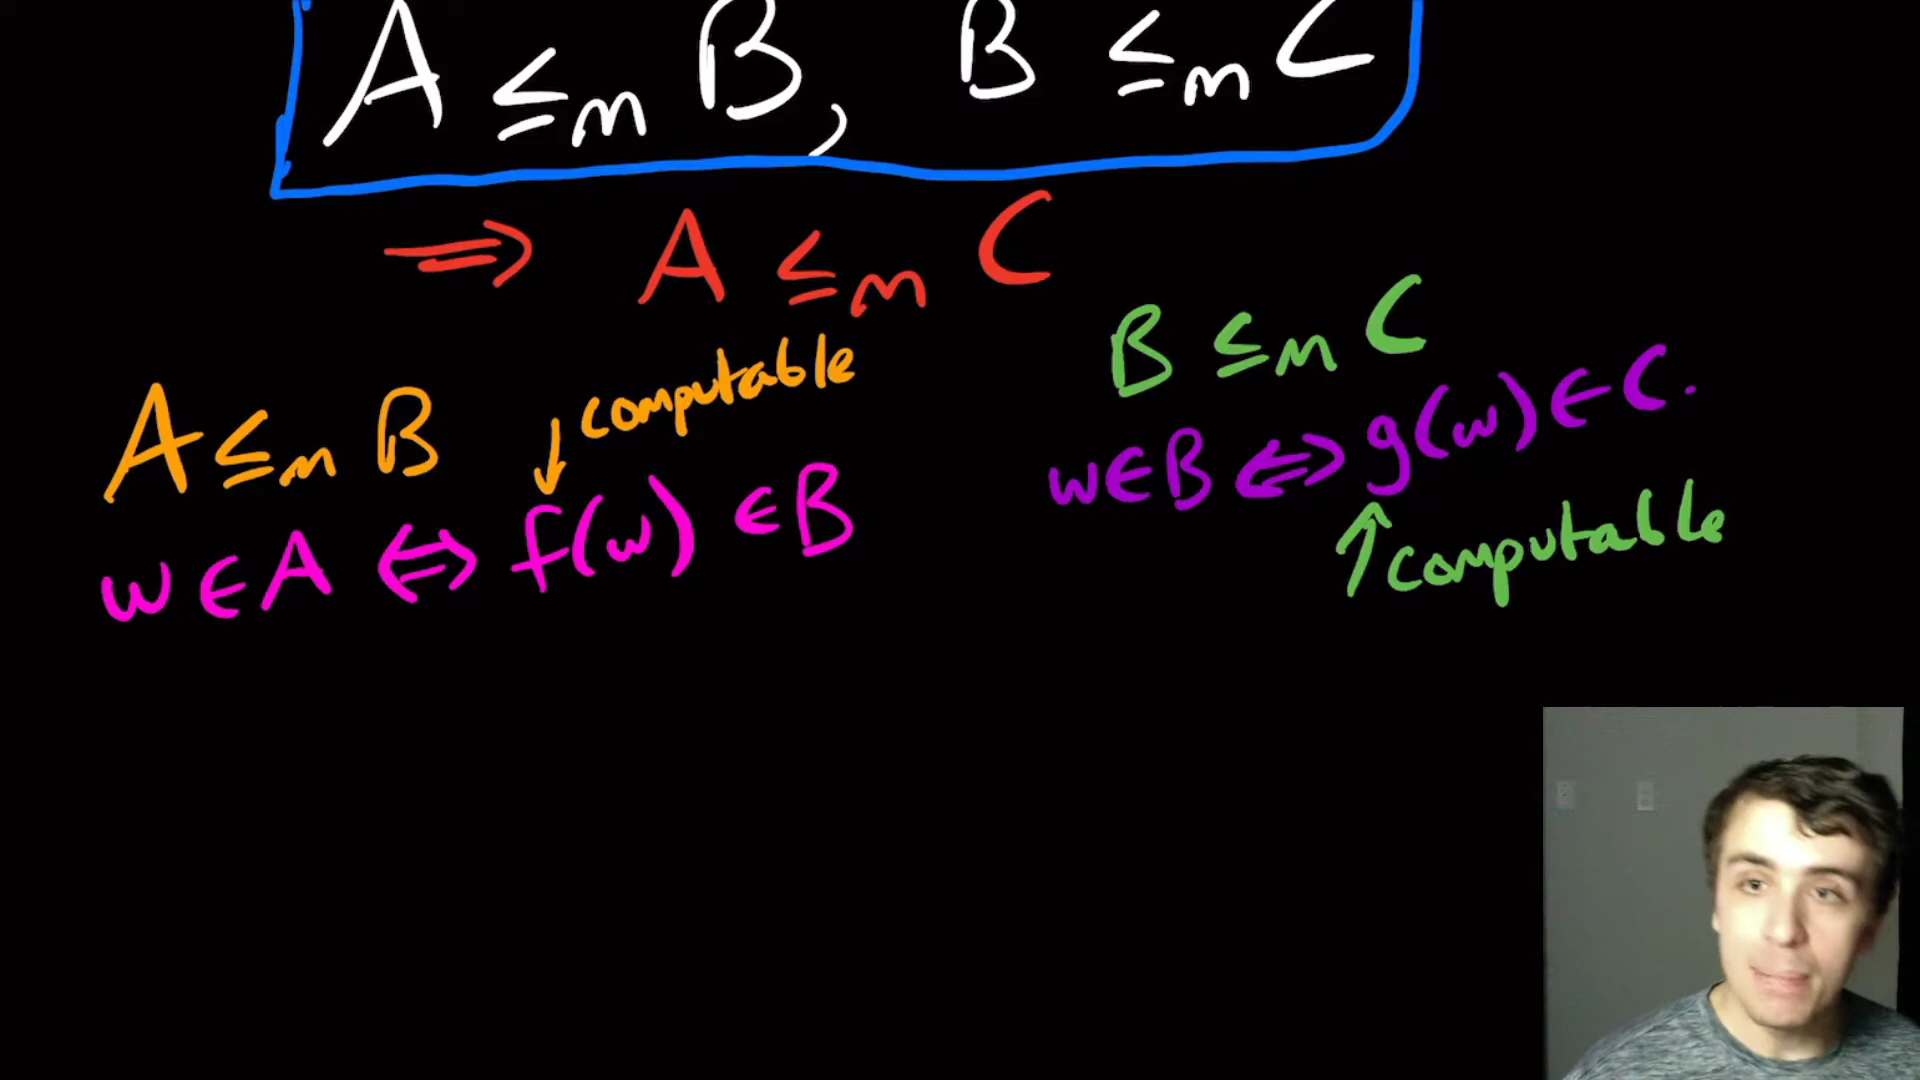 A ≤m B, B ≤m C
⇒ A ≤m C
A ≤m B
↓ computable
w ∈ A ⇔ f(w) ∈ B
B ≤m C
w ∈ B ⇔ g(w) ∈ C.
↑ computable